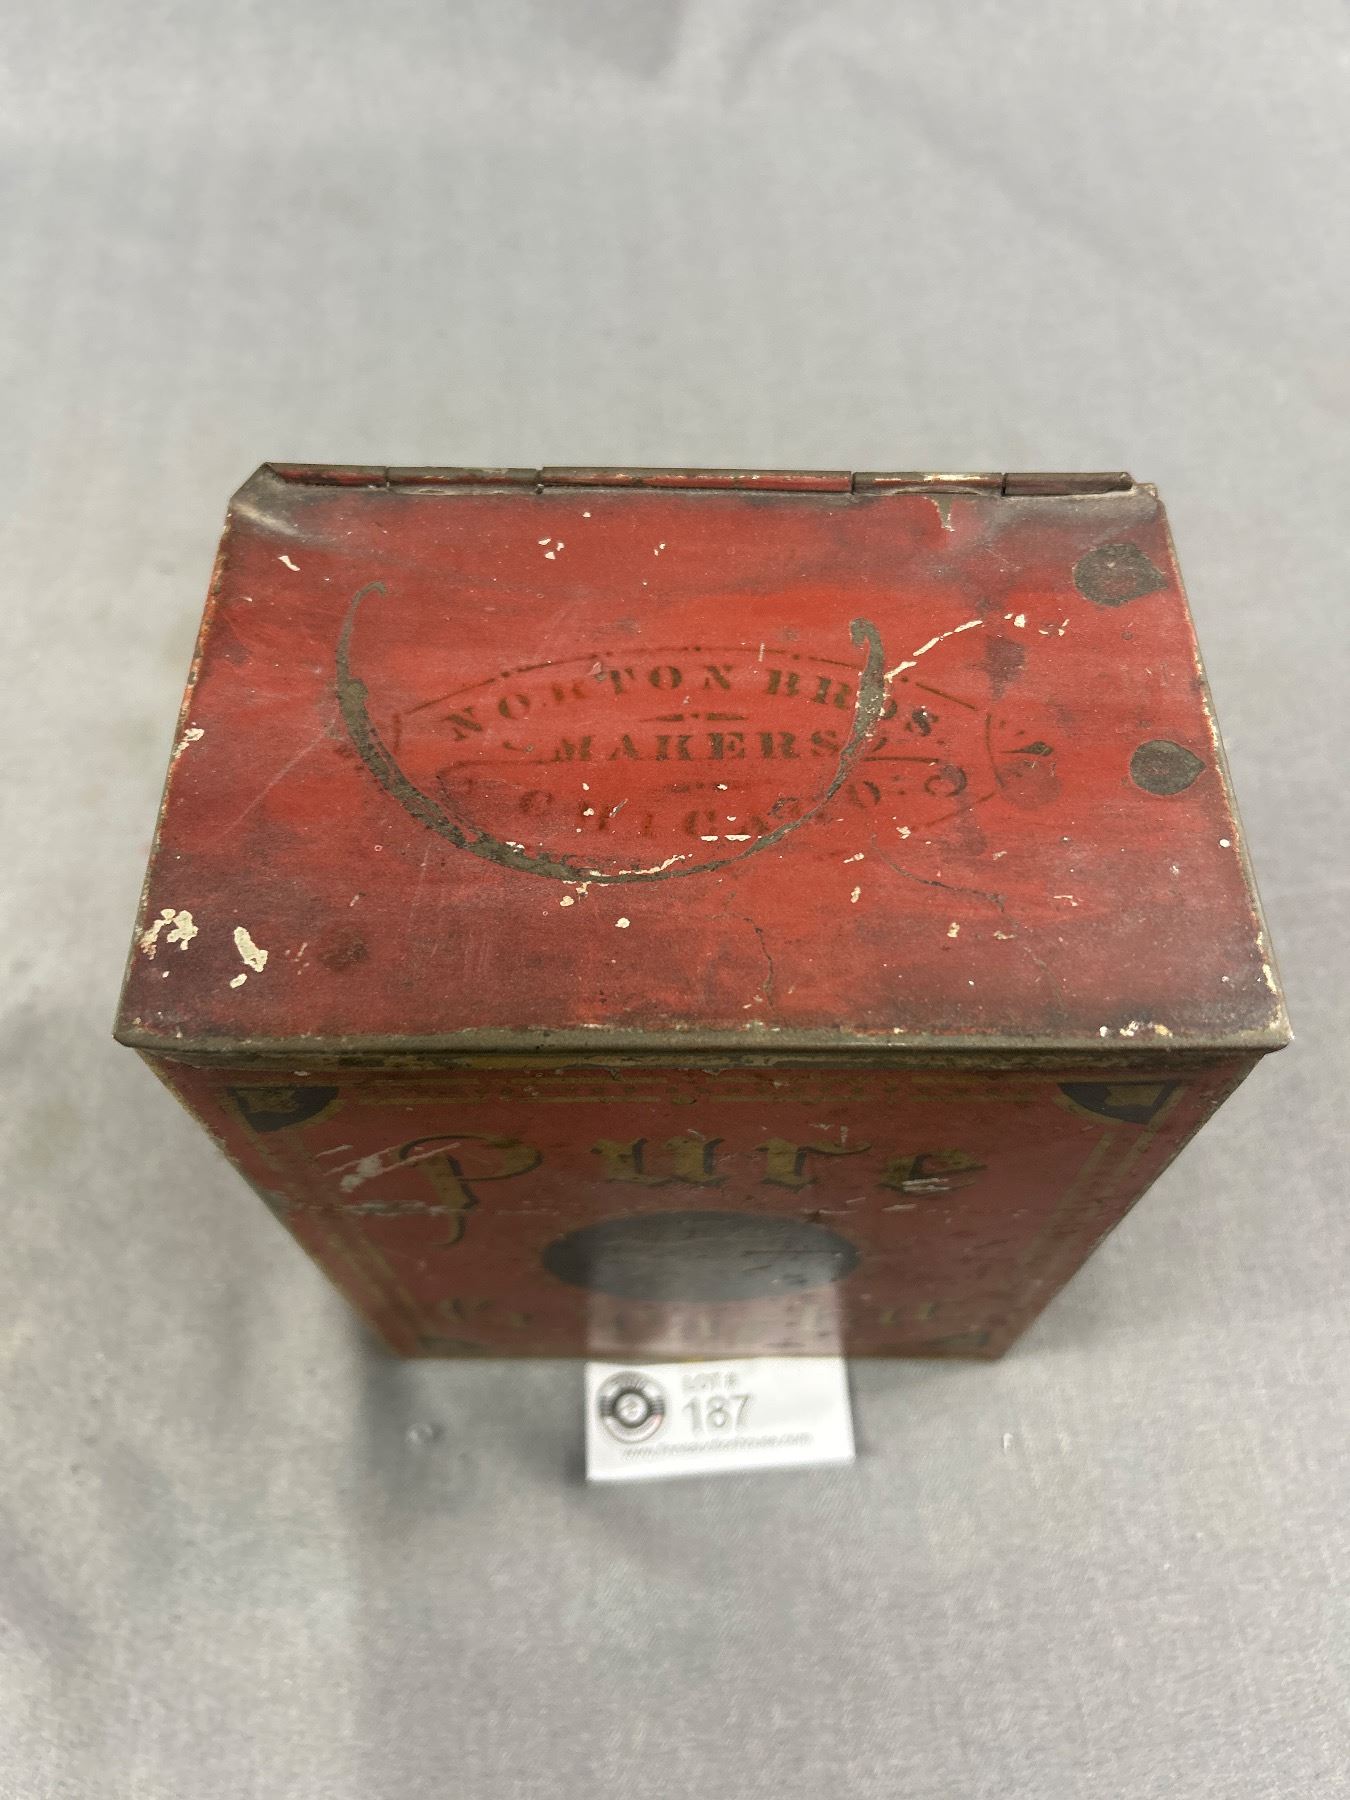 NORTON BROS.
MAKERS
CHICAGO.
Pure
LOT #
187